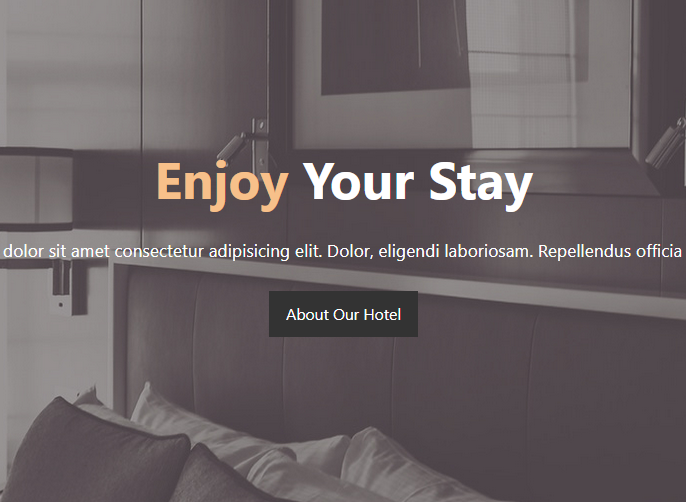 Enjoy Your Stay
dolor sit amet consectetur adipisicing elit. Dolor, eligendi laboriosam. Repellendus officia
About Our Hotel